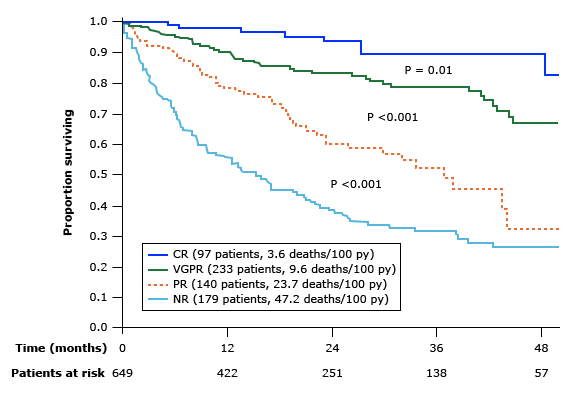 1.0
0.9
0.8
0.7
0.6
0.5
0.4
0.3
0.2
0.1
0.0
Proportion surviving
P = 0.01
P <0.001
P <0.001
CR (97 patients, 3.6 deaths/100 py)
VGPR (233 patients, 9.6 deaths/100 py)
PR (140 patients, 23.7 deaths/100 py)
NR (179 patients, 47.2 deaths/100 py)
Time (months) 0 12 24 36 48
Patients at risk 649 422 251 138 57